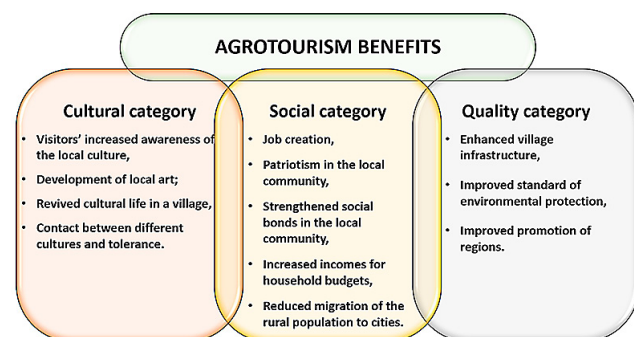 AGROTOURISM BENEFITS
Cultural category
• Visitors' increased awareness of
the local culture,
• Development of local art;
• Revived cultural life in a village,
• Contact between different
cultures and tolerance.
Social category
• Job creation,
• Patriotism in the local
community,
• Strengthened social
bonds in the local
community,
• Increased incomes for
household budgets,
• Reduced migration of the
rural population to cities.
Quality category
• Enhanced village
infrastructure,
• Improved standard of
environmental protection,
• Improved promotion of
regions.